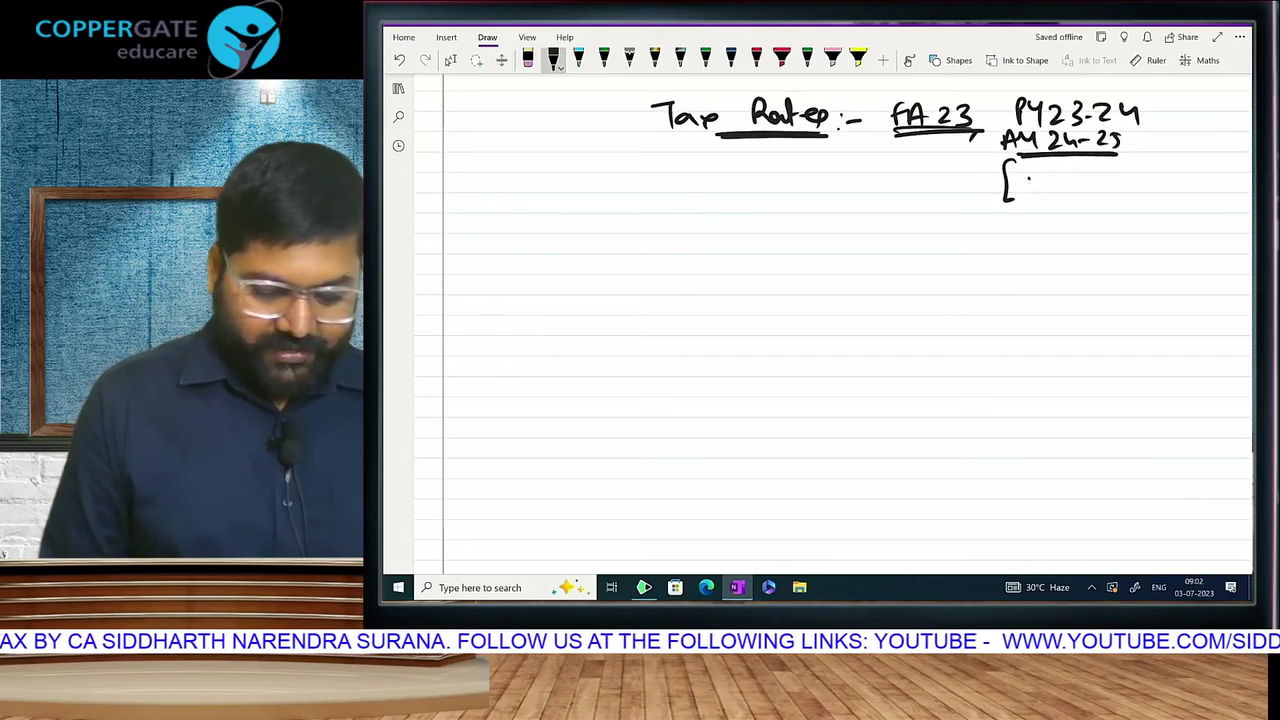 COPPERGATE
educare
Home Insert Draw View Help
Saved offline
Share
Shapes
Ink to Shape
Ink to Text
Ruler
Maths
Tax Rates :- FA 23 PY 23-24
AY 24-25
Type here to search
30°C Haze
ENG
09:02
03-07-2023
TAX BY CA SIDDHARTH NARENDRA SURANA. FOLLOW US AT THE FOLLOWING LINKS: YOUTUBE - WWW.YOUTUBE.COM/SIDD